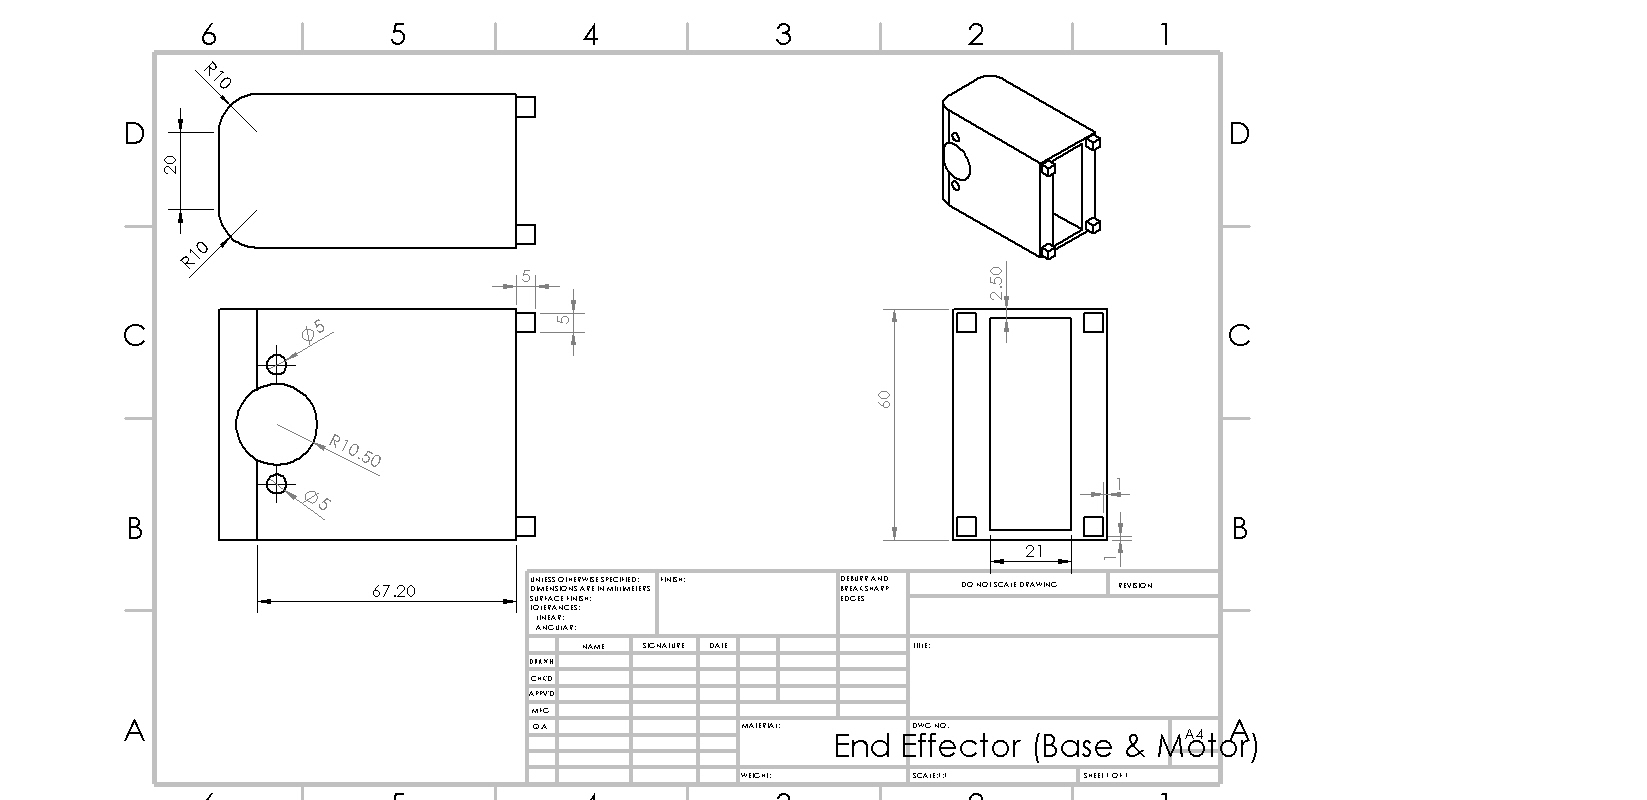 6 5 4 3 2 1
R10
D D
20
R10
5
2.50
5
C C
Ø5
60
R10.50
Ø5
1
B B
1
21
67.20
UNLESS OTHERWISE SPECIFIED: FINISH: DEBURR AND
DIMENSIONS ARE IN MILLIMETERS BREAK SHARP
SURFACE FINISH: EDGES
TOLERANCES:
LINEAR:
ANGULAR:
DO NOT SCALE DRAWING REVISION
NAME SIGNATURE DATE TITLE:
DRAWN
CHK'D
APPV'D
MFG
Q.A MATERIAL: DWG NO.
A A4 A
End Effector (Base & Motor)
WEIGHT: SCALE:1:1 SHEET 1 OF 1
6 5 4 3 2 1